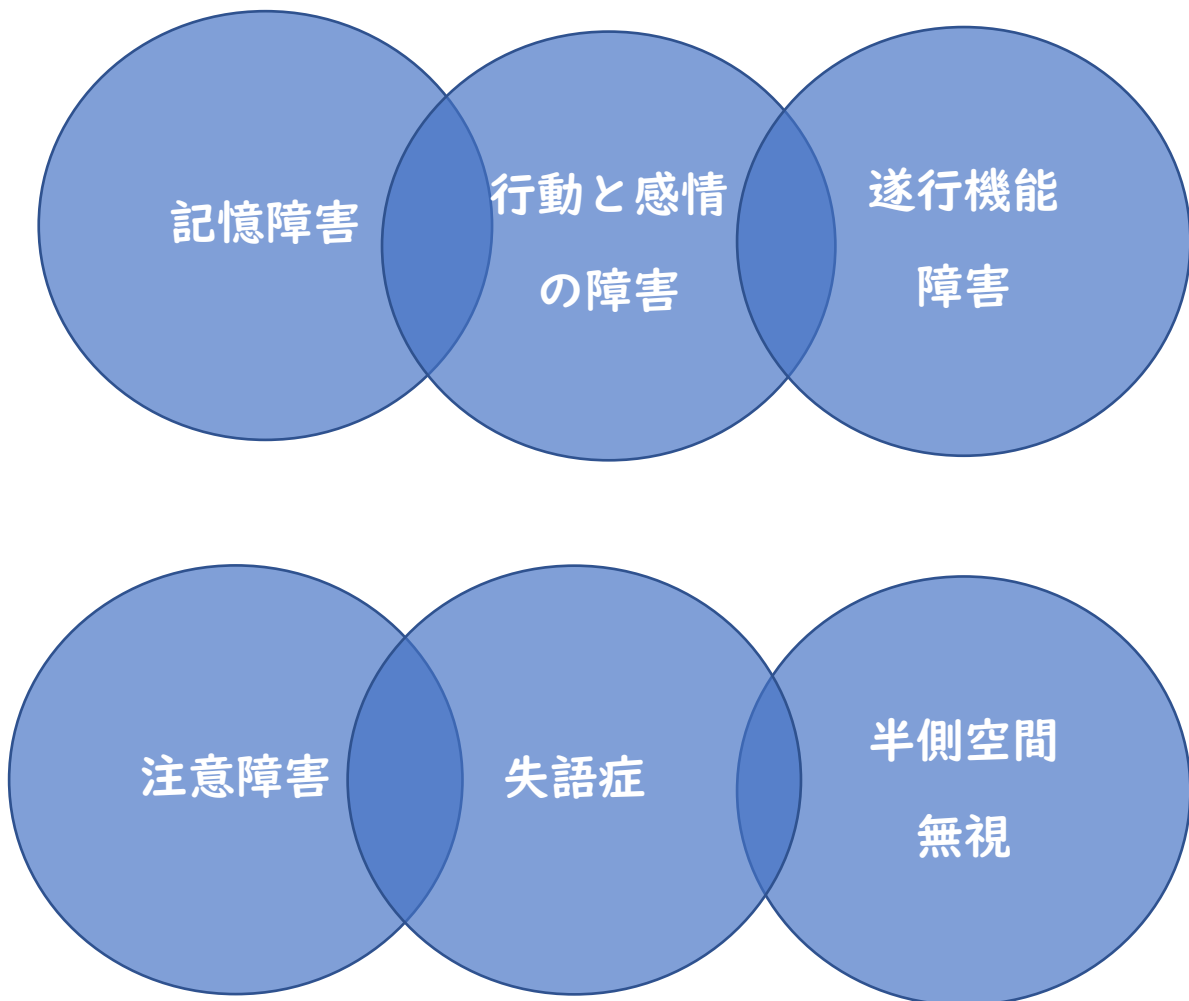 記憶障害
行動と感情
の障害
遂行機能
障害
注意障害
失語症
半側空間
無視